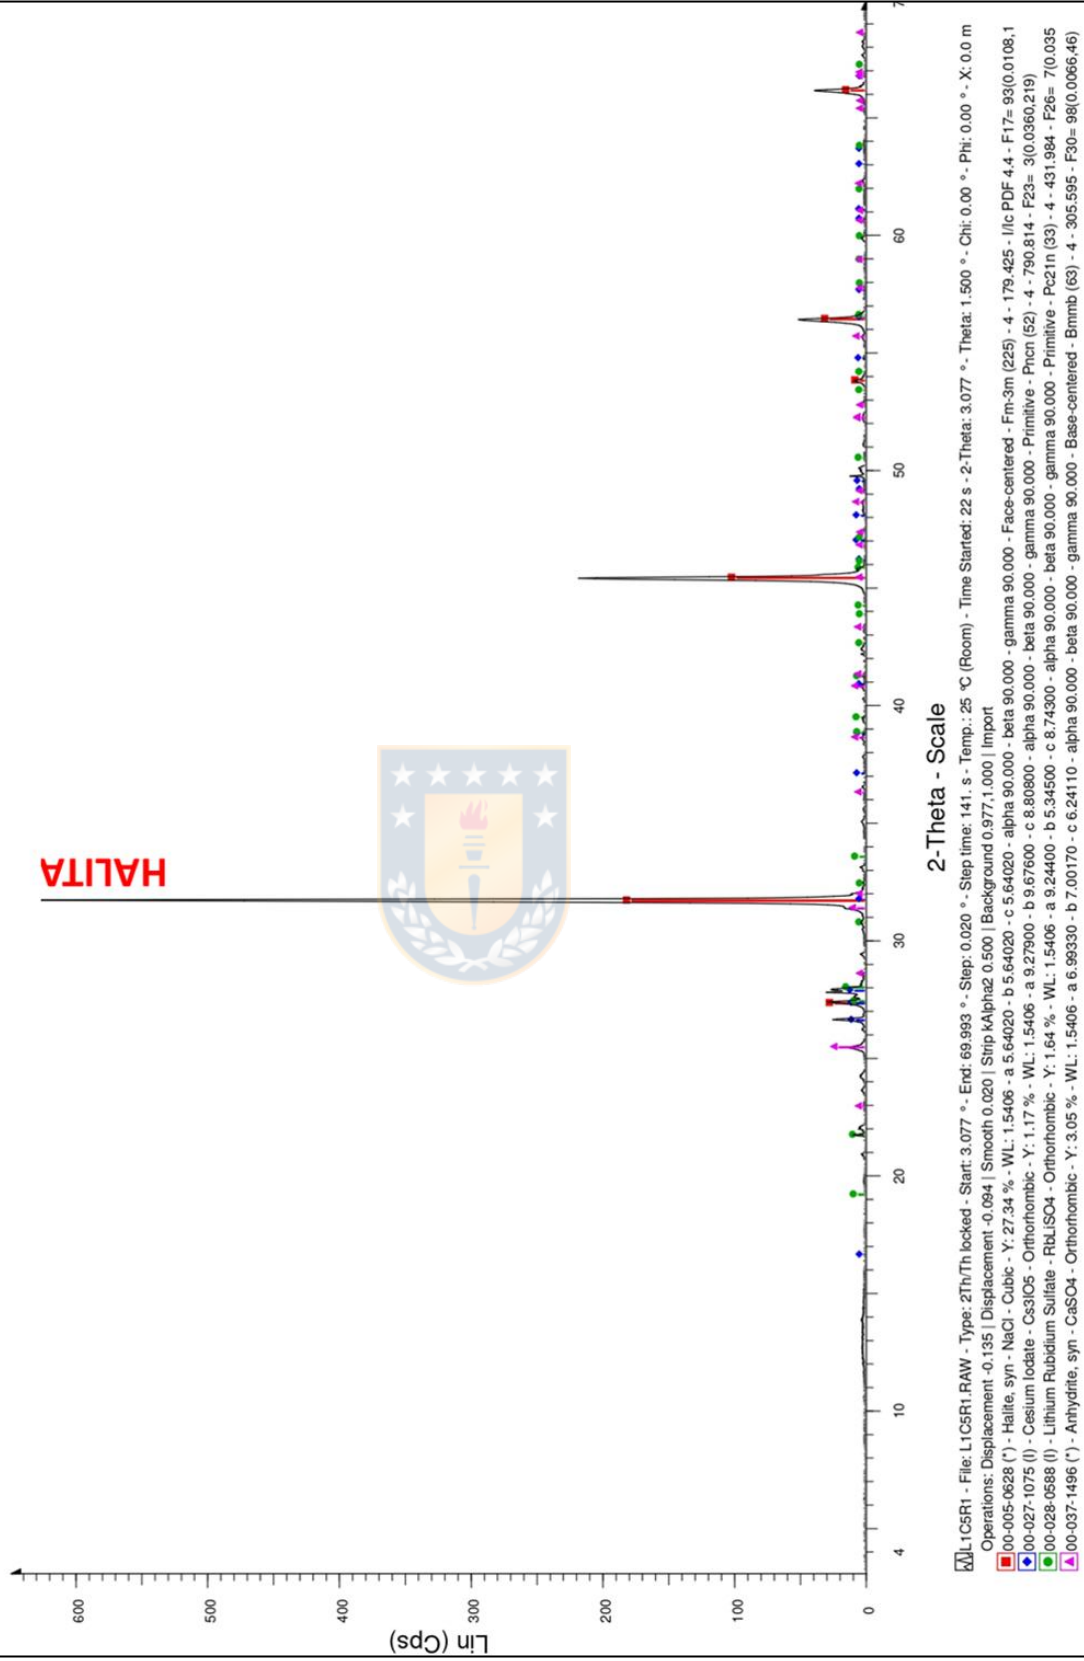 HALITA
Lin (Cps)
600
500
400
300
200
100
0
4
10
20
30
40
50
60
7
2-Theta - Scale
L1C5R1 - File: L1C5R1.RAW - Type: 2Th/Th locked - Start: 3.077 ° - End: 69.993 ° - Step: 0.020 ° - Step time: 141. s - Temp.: 25 °C (Room) - Time Started: 22 s - 2-Theta: 3.077 ° - Theta: 1.500 ° - Chi: 0.00 ° - Phi: 0.00 ° - X: 0.0 m
Operations: Displacement -0.135 | Displacement -0.094 | Smooth 0.020 | Strip kAlpha2 0.500 | Background 0.977,1.000 | Import
00-005-0628 (*) - Halite, syn - NaCl - Cubic - Y: 27.34 % - WL: 1.5406 - a 5.64020 - b 5.64020 - c 5.64020 - alpha 90.000 - beta 90.000 - gamma 90.000 - Face-centered - Fm-3m (225) - 4 - 179.425 - I/Ic PDF 4.4 - F17= 93(0.0108,1
00-027-1075 (I) - Cesium Iodate - Cs3IO5 - Orthorhombic - Y: 1.17 % - WL: 1.5406 - a 9.27900 - b 9.67600 - c 8.80800 - alpha 90.000 - beta 90.000 - gamma 90.000 - Primitive - Pncn (52) - 4 - 790.814 - F23= 3(0.0360,219)
00-028-0588 (I) - Lithium Rubidium Sulfate - RbLiSO4 - Orthorhombic - Y: 1.64 % - WL: 1.5406 - a 9.24400 - b 5.34500 - c 8.74300 - alpha 90.000 - beta 90.000 - gamma 90.000 - Primitive - Pc21n (33) - 4 - 431.984 - F26= 7(0.035
00-037-1496 (*) - Anhydrite, syn - CaSO4 - Orthorhombic - Y: 3.05 % - WL: 1.5406 - a 6.99330 - b 7.00170 - c 6.24110 - alpha 90.000 - beta 90.000 - gamma 90.000 - Base-centered - Bmmb (63) - 4 - 305.595 - F30= 98(0.0066,46)